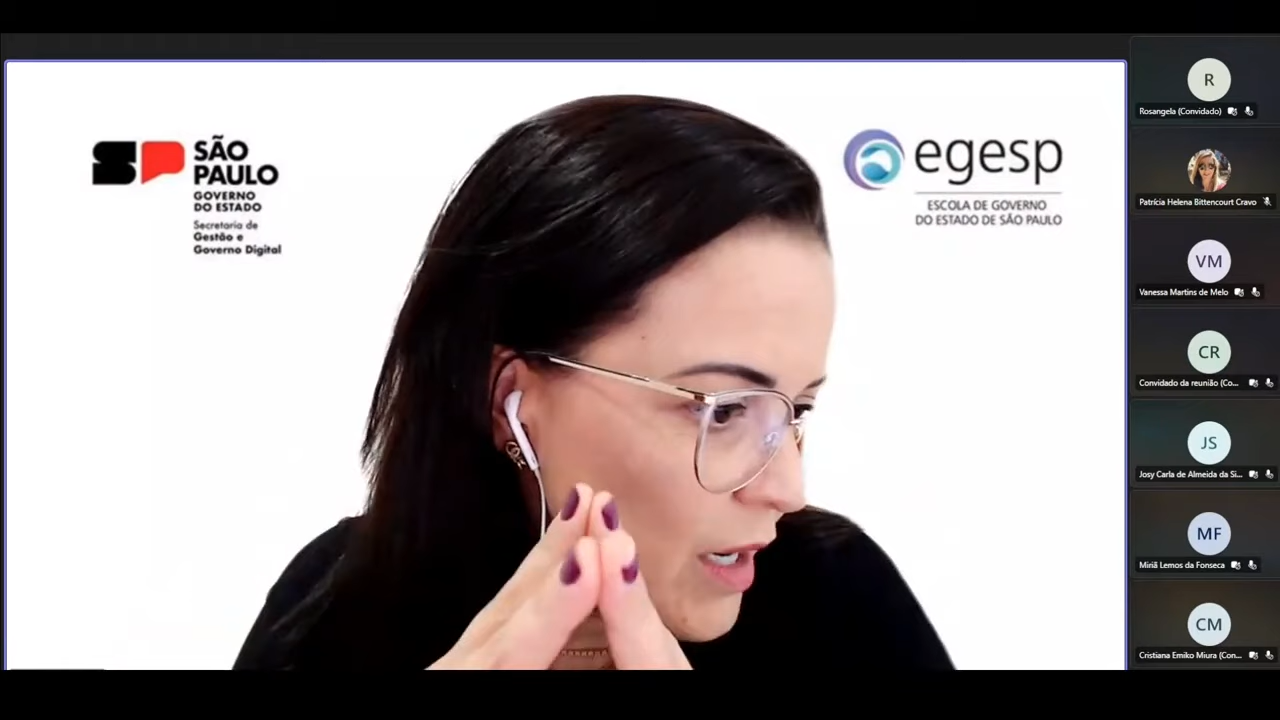 SP
SÃO
PAULO
GOVERNO
DO ESTADO
Secretaria de
Gestão e
Governo Digital
egesp
ESCOLA DE GOVERNO
DO ESTADO DE SÃO PAULO
R
Rosangela (Convidado)
Patrícia Helena Bittencourt Cravo
VM
Vanessa Martins de Melo
CR
Convidado da reunião (Co...
JS
Josy Carla de Almeida da Si...
MF
Miriã Lemos da Fonseca
CM
Cristiana Emiko Miura (Con...